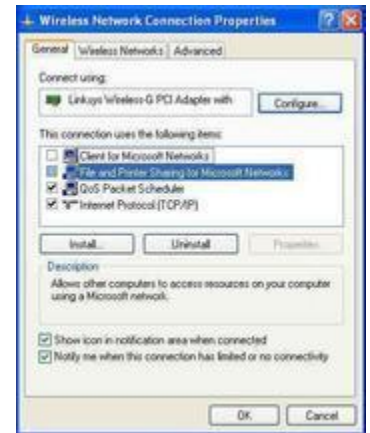 Wireless Network Connection Properties
General Wireless Networks Advanced
Connect using:
Linksys Wireless-G PCI Adapter with
Configure...
This connection uses the following items:
Client for Microsoft Networks
File and Printer Sharing for Microsoft Networks
QoS Packet Scheduler
Internet Protocol (TCP/IP)
Install... Uninstall Properties
Description
Allows other computers to access resources on your computer
using a Microsoft network.
Show icon in notification area when connected
Notify me when this connection has limited or no connectivity
OK Cancel